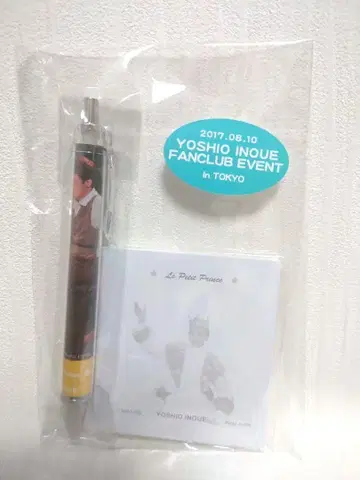 2017.08.10
YOSHIO INOUE
FANCLUB EVENT
in TOKYO
Le Petit Prince
YOSHIO INOUE